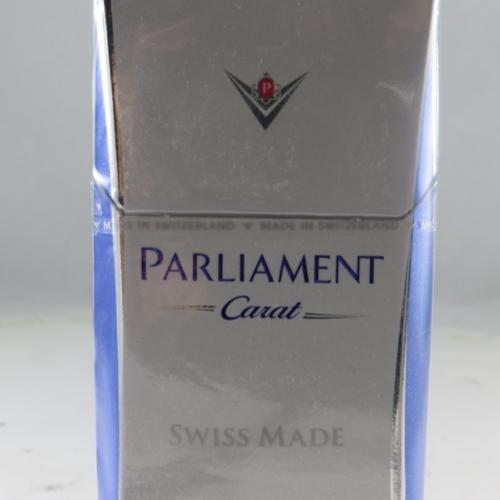 P
MADE IN SWITZERLAND MADE IN SWITZERLAND
PARLIAMENT
Carat
SWISS MADE